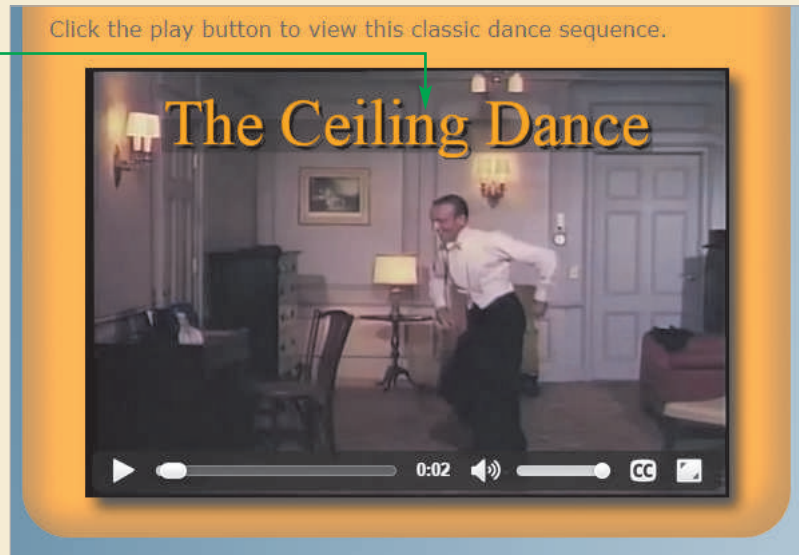 Click the play button to view this classic dance sequence.
The Ceiling Dance
0:02
CC